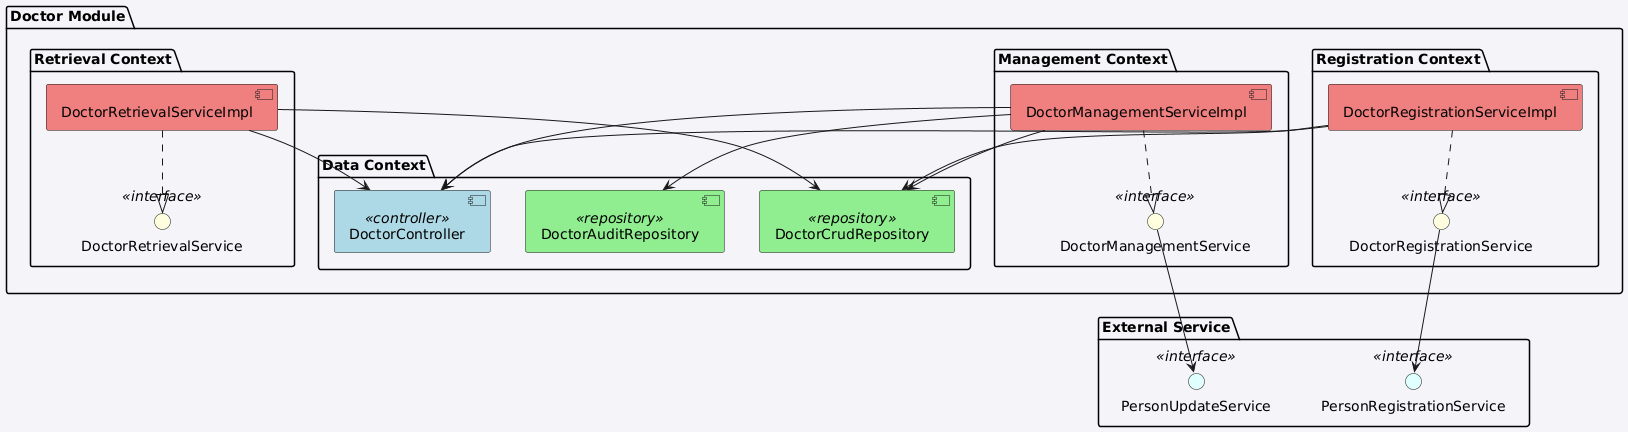 Doctor Module
Retrieval Context
Management Context
Registration Context
DoctorRetrievalServiceImpl
DoctorManagementServiceImpl
DoctorRegistrationServiceImpl
Data Context
«interface»
«interface»
«interface»
«controller»
DoctorController
«repository»
DoctorAuditRepository
«repository»
DoctorCrudRepository
DoctorRetrievalService
DoctorManagementService
DoctorRegistrationService
External Service
«interface»
«interface»
PersonUpdateService
PersonRegistrationService